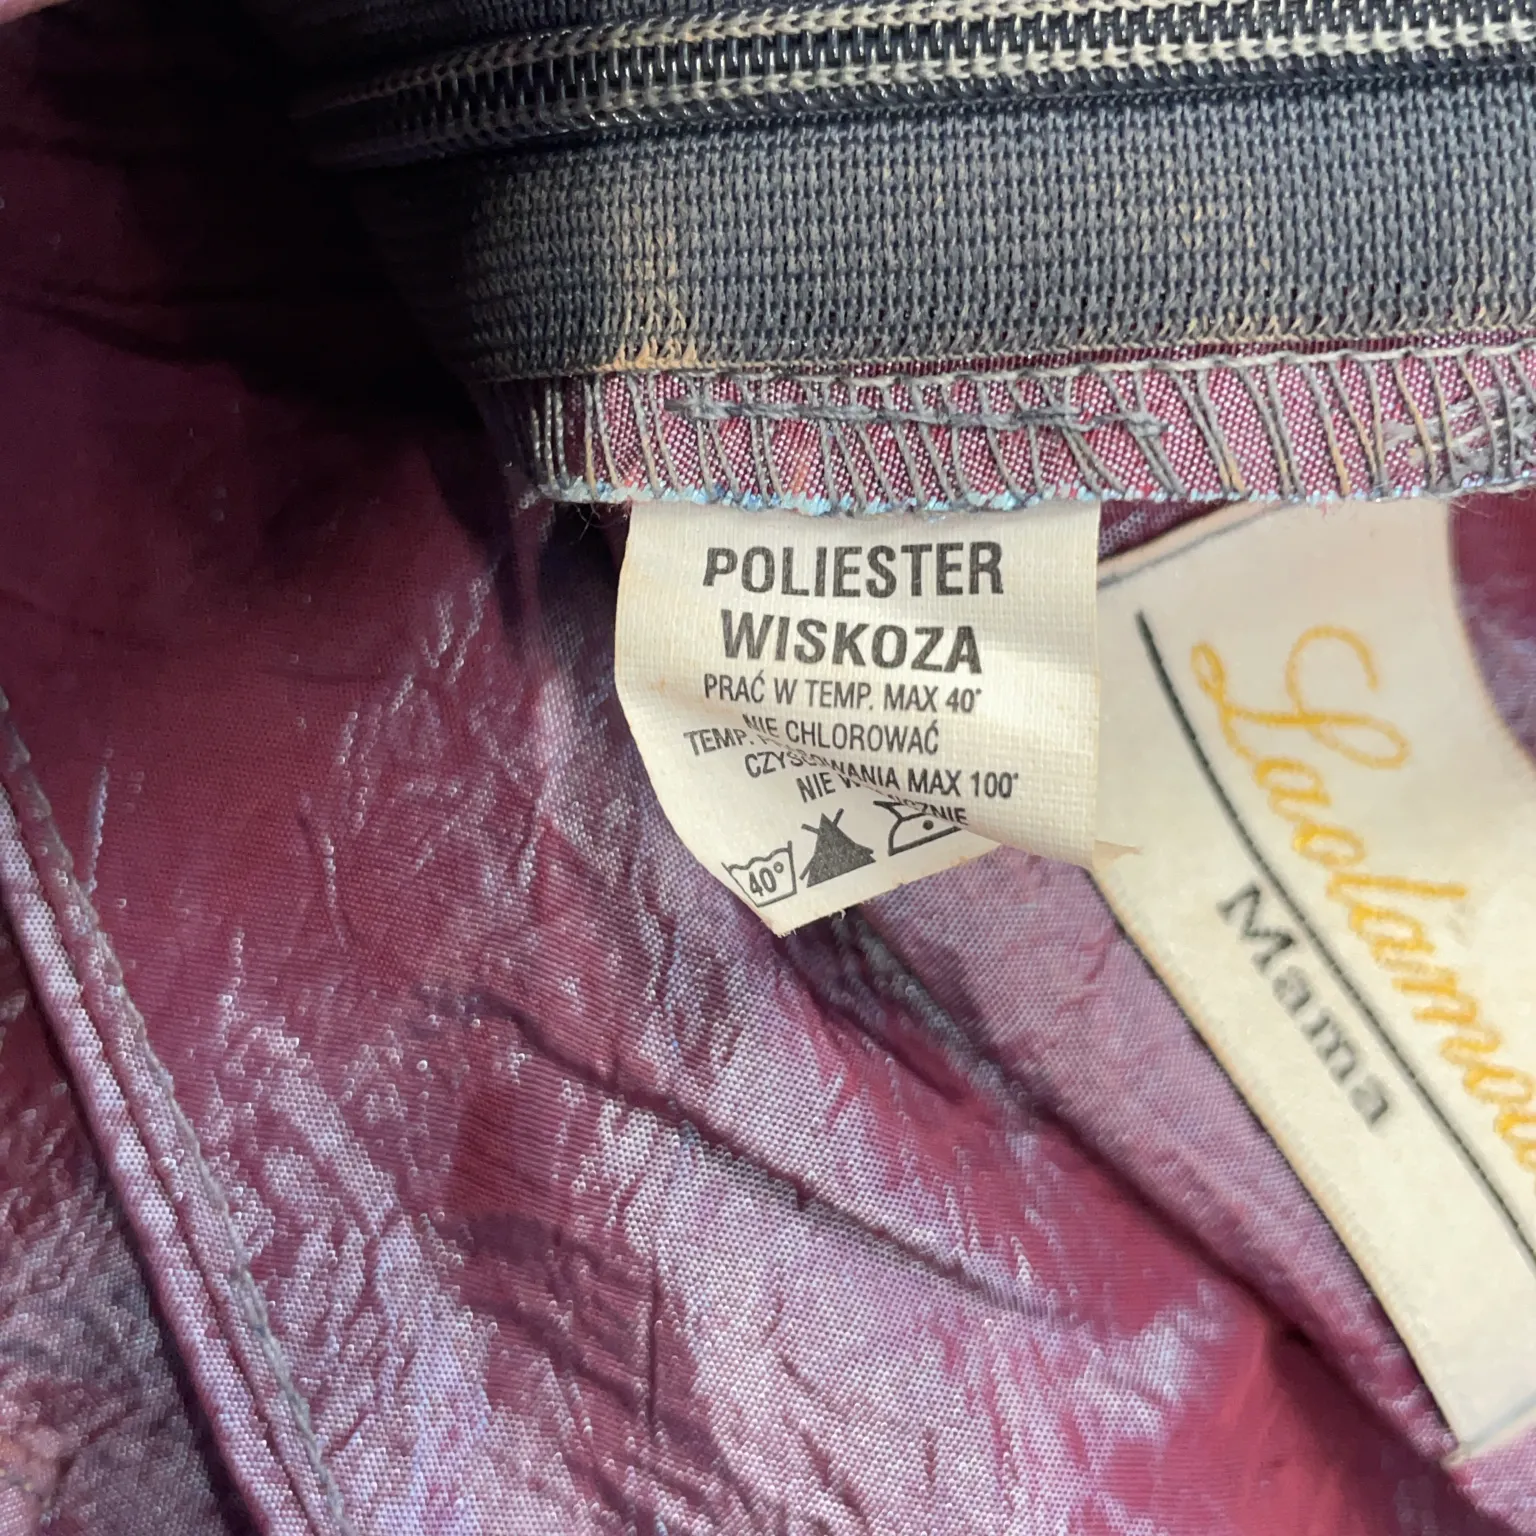 POLIESTER
WISKOZA
PRAĆ W TEMP. MAX 40°
NIE CHLOROWAĆ
TEMP. MAX 100°
NIE
40°
Mama